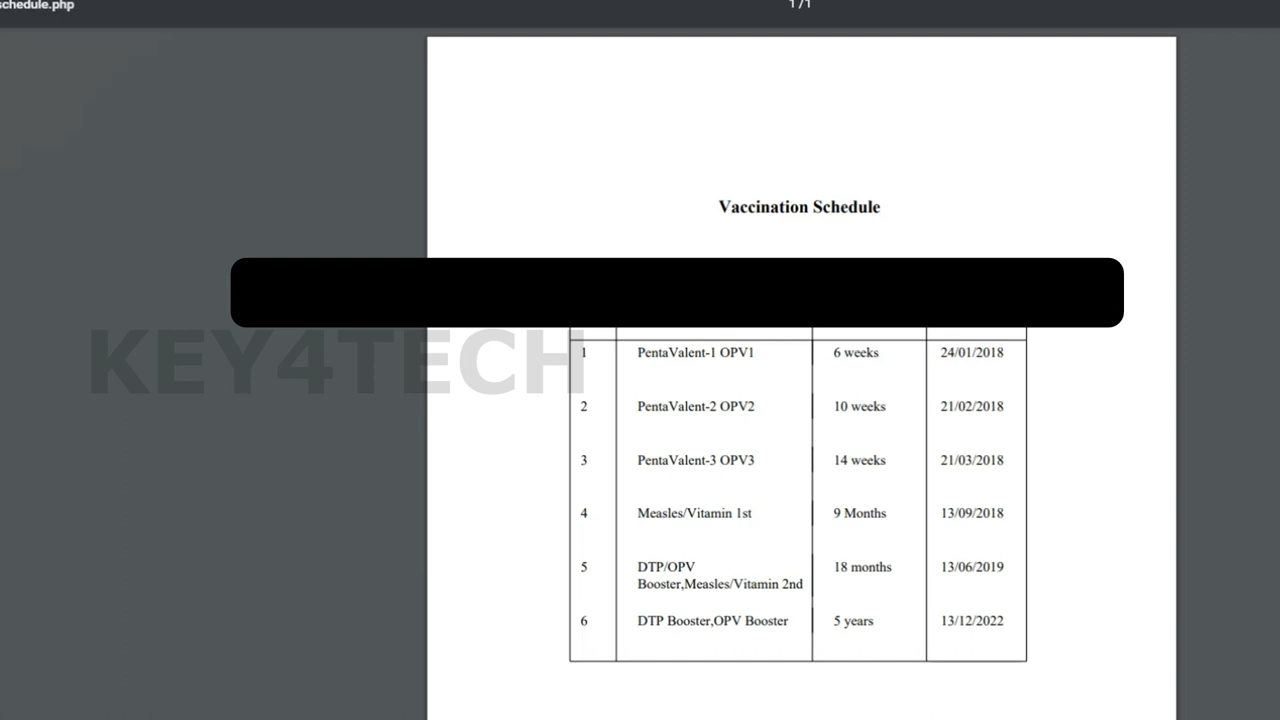 schedule.php
1 / 1
Vaccination Schedule
1 PentaValent-1 OPV1 6 weeks 24/01/2018
KEY4TECH
2 PentaValent-2 OPV2 10 weeks 21/02/2018
3 PentaValent-3 OPV3 14 weeks 21/03/2018
4 Measles/Vitamin 1st 9 Months 13/09/2018
5 DTP/OPV 18 months 13/06/2019
Booster,Measles/Vitamin 2nd
6 DTP Booster,OPV Booster 5 years 13/12/2022